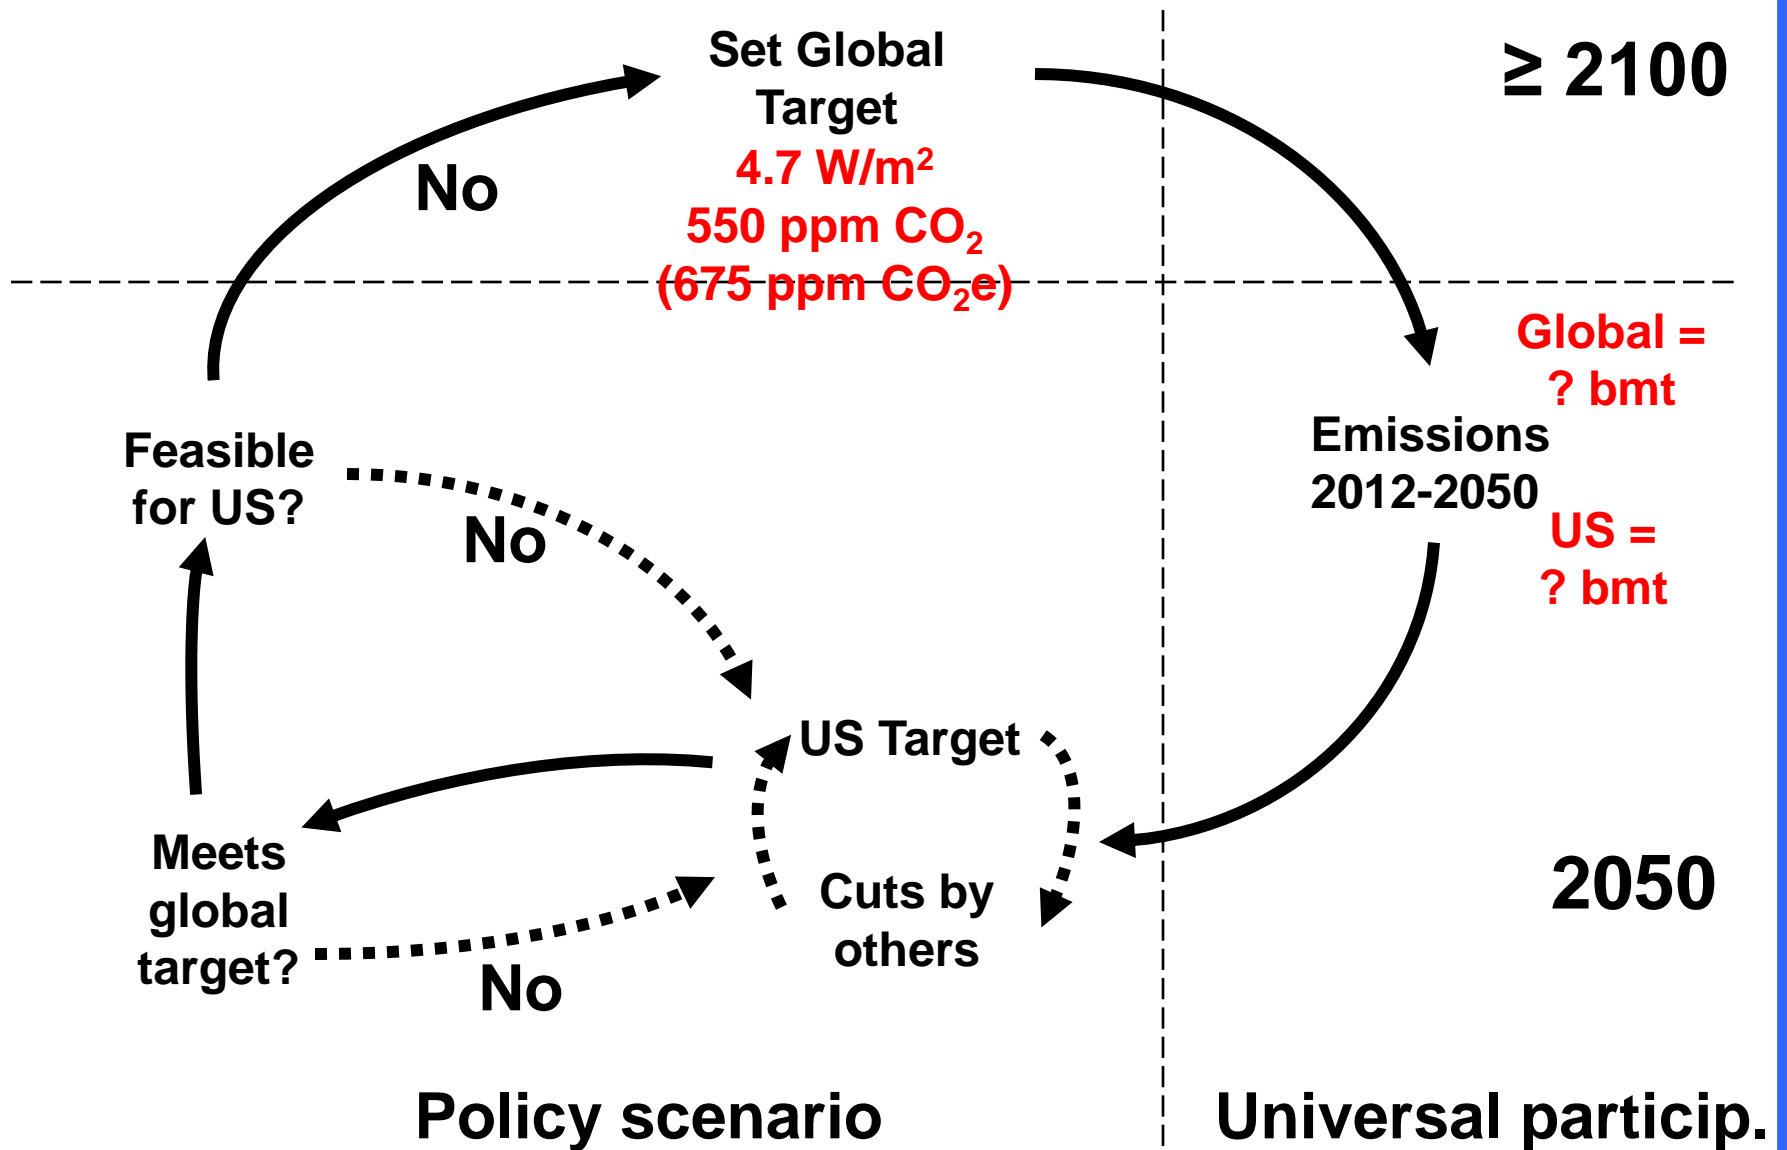 Set Global
Target
4.7 W/m²
550 ppm CO₂
(675 ppm CO₂e)
≥ 2100
No
Global =
? bmt
Emissions
2012-2050
US =
? bmt
Feasible
for US?
No
US Target
Cuts by
others
Meets
global
target?
No
2050
Policy scenario
Universal particip.